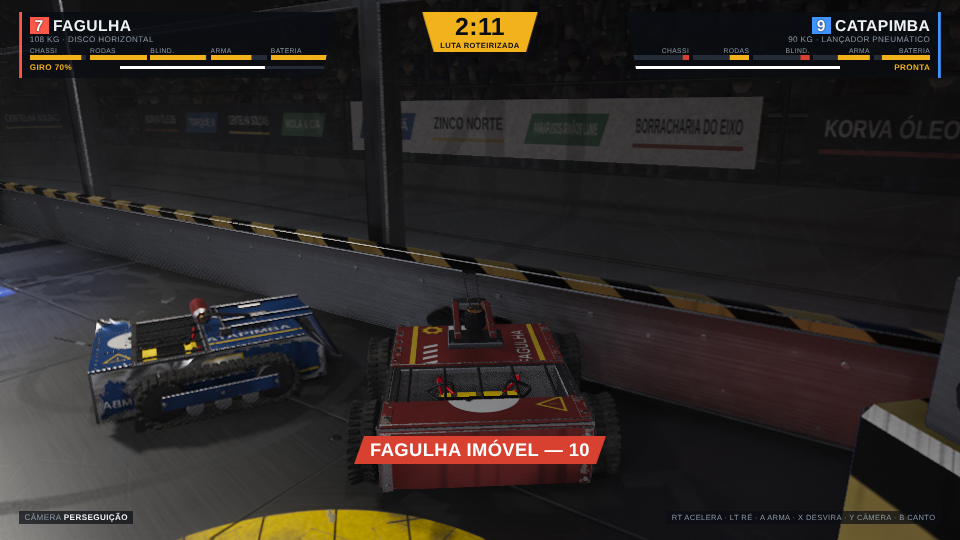 7 FAGULHA
108 KG · DISCO HORIZONTAL
CHASSI RODAS BLIND. ARMA BATERIA
GIRO 70%
2:11
LUTA ROTEIRIZADA
9 CATAPIMBA
90 KG · LANÇADOR PNEUMÁTICO
CHASSI RODAS BLIND. ARMA BATERIA
PRONTA
ZINCO NORTE
BORRACHARIA DO EIXO
KORVA ÓLEO
CATAPIMBA
FAGULHA
FAGULHA IMÓVEL — 10
CÂMERA PERSEGUIÇÃO
RT ACELERA · LT RÉ · A ARMA · X DESVIRA · Y CÂMERA · B CANTO